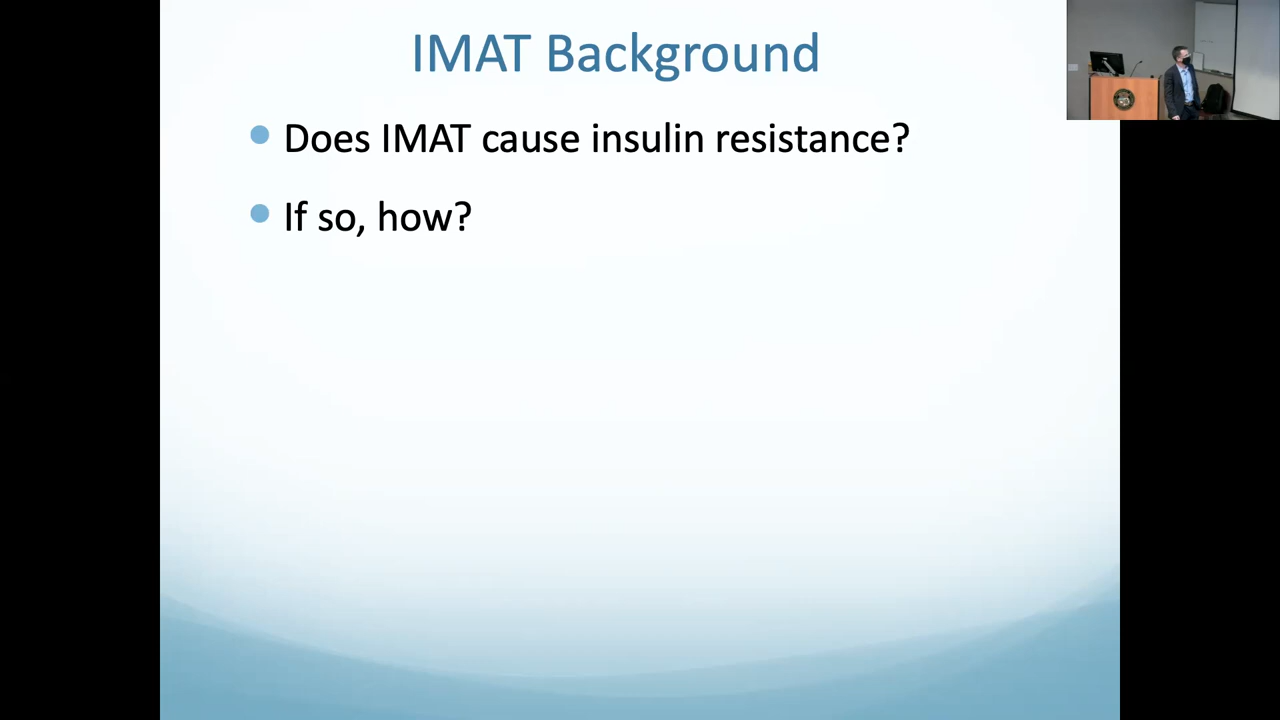 IMAT Background
Does IMAT cause insulin resistance?
If so, how?